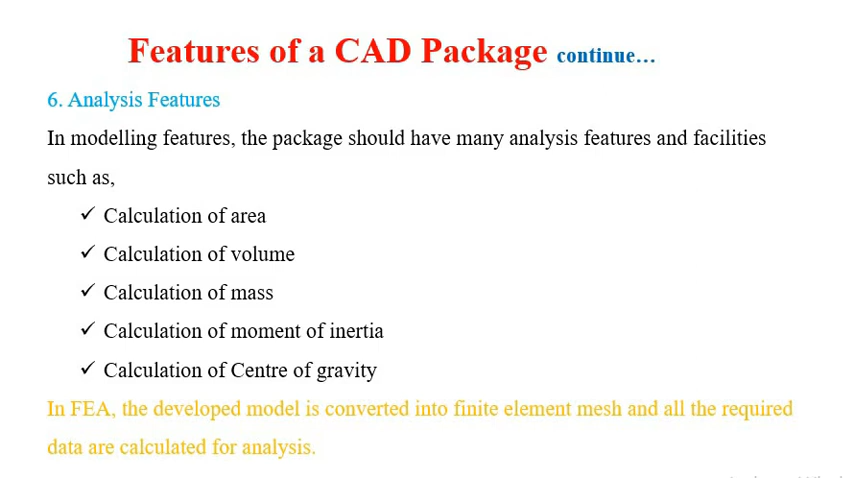 Features of a CAD Package continue...
6. Analysis Features
In modelling features, the package should have many analysis features and facilities
such as,
✓ Calculation of area
✓ Calculation of volume
✓ Calculation of mass
✓ Calculation of moment of inertia
✓ Calculation of Centre of gravity
In FEA, the developed model is converted into finite element mesh and all the required
data are calculated for analysis.